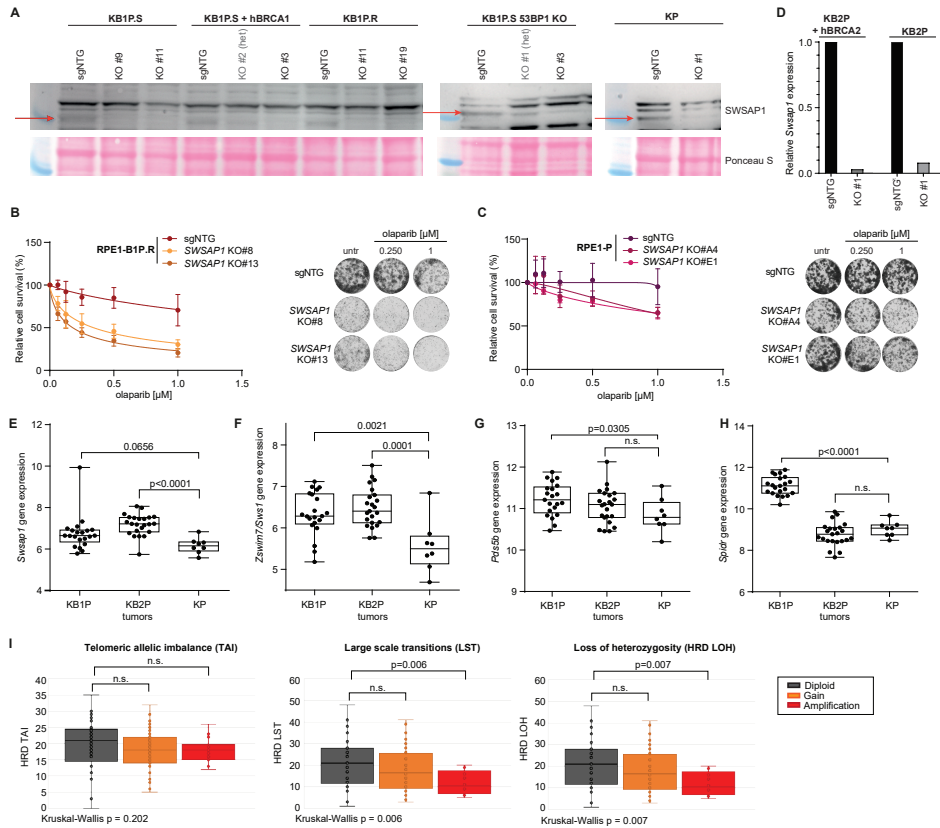 A
KB1P.S
KB1P.S + hBRCA1
KB1P.R
KB1P.S 53BP1 KO
KP
sgNTG
KO #9
KO #11
sgNTG
KO #2 (het)
KO #3
sgNTG
KO #11
KO #19
sgNTG
KO #1 (het)
KO #3
sgNTG
KO #1
SWSAP1
Ponceau S
D
KB2P
+ hBRCA2
KB2P
Relative Swsap1 expression
1.0
0.5
0.0
sgNTG
KO #1
sgNTG
KO #1
B
RPE1-B1P.R
sgNTG
SWSAP1 KO#8
SWSAP1 KO#13
Relative cell survival (%)
150
100
50
0
0.0
0.5
1.0
1.5
olaparib [µM]
olaparib [µM]
untr
0.250
1
sgNTG
SWSAP1
KO#8
SWSAP1
KO#13
C
RPE1-P
sgNTG
SWSAP1 KO#A4
SWSAP1 KO#E1
Relative cell survival (%)
150
100
50
0
0.0
0.5
1.0
1.5
olaparib [µM]
olaparib [µM]
untr
0.250
1
sgNTG
SWSAP1
KO#A4
SWSAP1
KO#E1
E
Swsap1 gene expression
12
10
8
6
4
0.0656
p<0.0001
KB1P
KB2P
KP
tumors
F
Zswim7/Sws1 gene expression
9
8
7
6
5
4
0.0021
0.0001
KB1P
KB2P
KP
tumors
G
Pds5b gene expression
13
12
11
10
9
p=0.0305
n.s.
KB1P
KB2P
KP
tumors
H
Spidr gene expression
14
12
10
8
6
p<0.0001
n.s.
KB1P
KB2P
KP
tumors
I
Telomeric allelic imbalance (TAI)
n.s.
n.s.
HRD TAI
40
35
30
25
20
15
10
5
0
Kruskal-Wallis p = 0.202
Large scale transitions (LST)
p=0.006
n.s.
HRD LST
50
40
30
20
10
0
Kruskal-Wallis p = 0.006
Loss of heterozygosity (HRD LOH)
p=0.007
n.s.
HRD LOH
50
40
30
20
10
0
Kruskal-Wallis p = 0.007
Diploid
Gain
Amplification